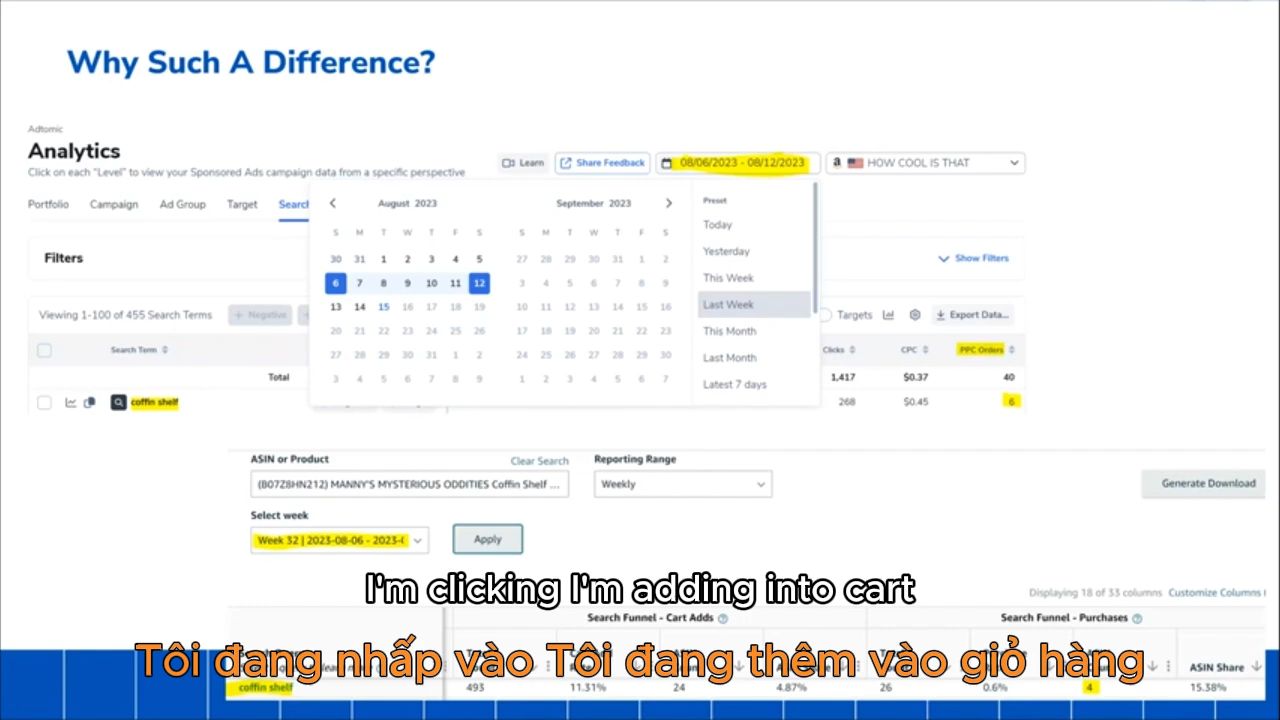 Why Such A Difference?
Adtomic
Analytics
Click on each "Level" to view your Sponsored Ads campaign data from a specific perspective
Learn
Share Feedback
08/06/2023 - 08/12/2023
HOW COOL IS THAT
Portfolio Campaign Ad Group Target Search
August 2023
September 2023
S M T W T F S
S M T W T F S
30 31 1 2 3 4 5
27 28 29 30 31 1 2
6 7 8 9 10 11 12
3 4 5 6 7 8 9
13 14 15 16 17 18 19
10 11 12 13 14 15 16
20 21 22 23 24 25 26
17 18 19 20 21 22 23
27 28 29 30 31 1 2
24 25 26 27 28 29 30
3 4 5 6 7 8 9
1 2 3 4 5 6 7
Preset
Today
Yesterday
This Week
Last Week
This Month
Last Month
Latest 7 days
Filters
Show Filters
Viewing 1-100 of 455 Search Terms
+ Negative
Targets
Export Data...
Search Term
Clicks CPC PPC Orders
Total
1,417 $0.37 40
coffin shelf
268 $0.45 6
ASIN or Product
Clear Search
Reporting Range
(B07Z8HN212) MANNY'S MYSTERIOUS ODDITIES Coffin Shelf ...
Weekly
Generate Download
Select week
Week 32 | 2023-08-06 - 2023-(
Apply
I'm clicking I'm adding into cart
Displaying 18 of 33 columns Customize Columns
Search Funnel - Cart Adds
Search Funnel - Purchases
Tôi đang nhấp vào Tôi đang thêm vào giỏ hàng
ASIN Share
coffin shelf 493 11.31% 24 4.87% 26 0.6% 4 15.38%